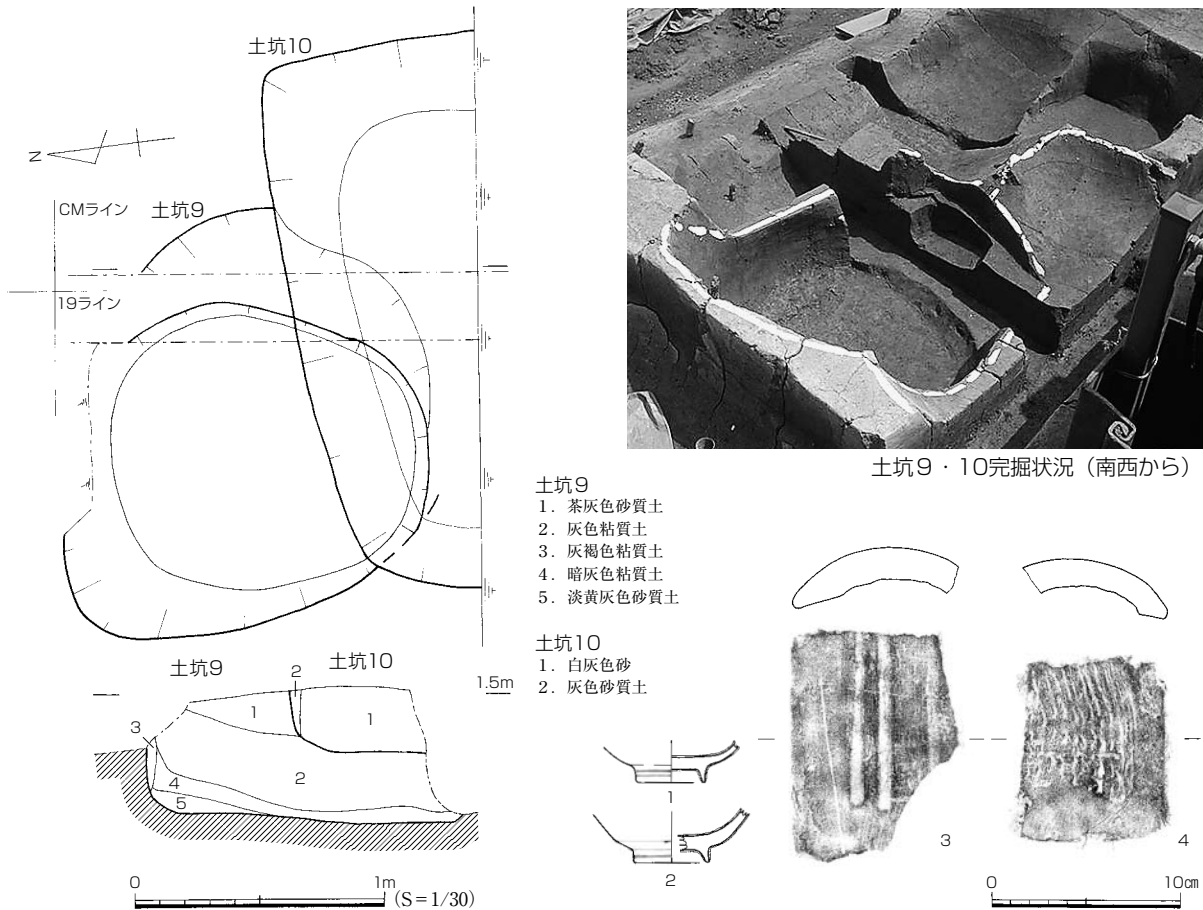 土坑10
N
CMライン
土坑9
19ライン
土坑9・10完掘状況（南西から）
土坑9
1．茶灰色砂質土
2．灰色粘質土
3．灰褐色粘質土
4．暗灰色粘質土
5．淡黄灰色砂質土
土坑10
1．白灰色砂
2．灰色砂質土
土坑9
土坑10
2
1.5m
1
1
3
2
4
5
0
1m
(S=1/30)
1
2
3
4
0
10cm